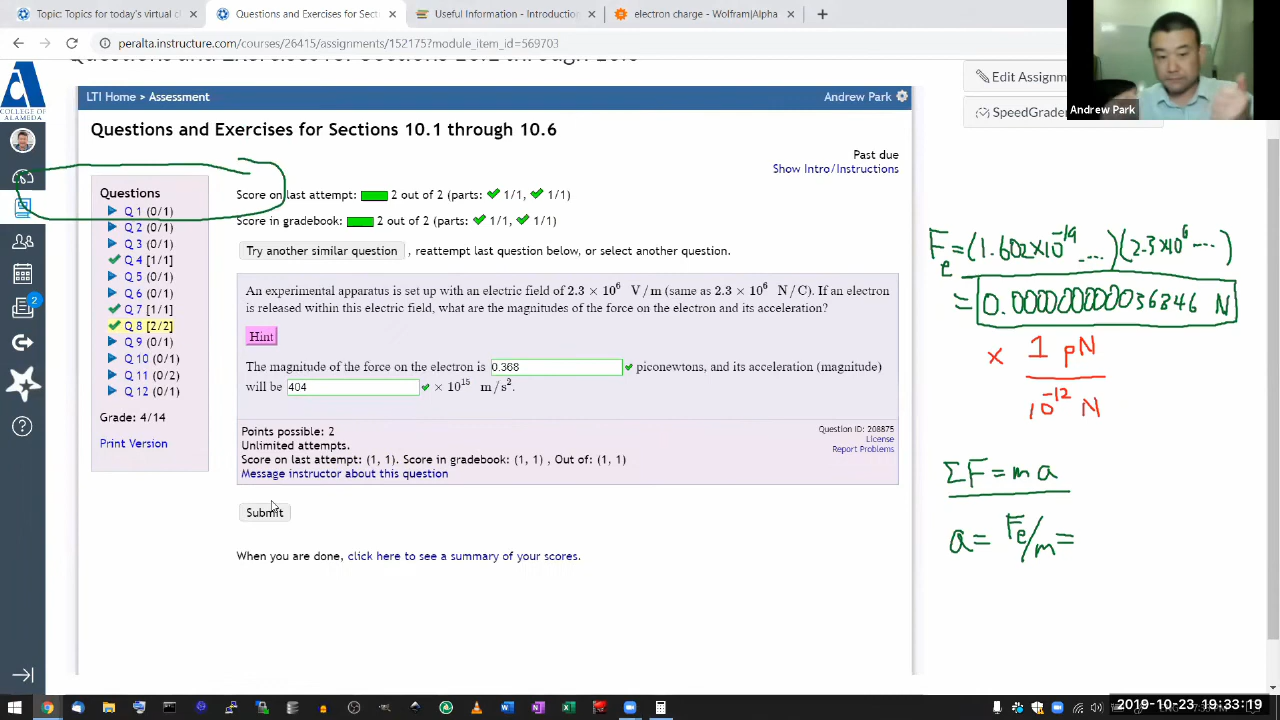 Topic: Topics for Today's virtual cl
Questions and Exercises for Sec
Useful Information - Introduction
electron charge - Wolfram|Alpha
peralta.instructure.com/courses/26415/assignments/152175?module_item_id=569703
Edit Assignm
SpeedGrader
Andrew Park
COLLEGE OF
ALAMEDA
2
LTI Home > Assessment
Andrew Park
Questions and Exercises for Sections 10.1 through 10.6
Past due
Show Intro/Instructions
Questions
Q 1 (0/1)
Q 2 (0/1)
Q 3 (0/1)
Q 4 [1/1]
Q 5 (0/1)
Q 6 (0/1)
Q 7 [1/1]
Q 8 [2/2]
Q 9 (0/1)
Q 10 (0/1)
Q 11 (0/2)
Q 12 (0/1)
Grade: 4/14
Print Version
Score on last attempt: 2 out of 2 (parts: ✔ 1/1, ✔ 1/1)
Score in gradebook: 2 out of 2 (parts: ✔ 1/1, ✔ 1/1)
Try another similar question , reattempt last question below, or select another question.
An experimental apparatus is set up with an electric field of 2.3 × 10⁶ V/m (same as 2.3 × 10⁶ N/C). If an electron
is released within this electric field, what are the magnitudes of the force on the electron and its acceleration?
Hint
The magnitude of the force on the electron is 0.368 ✔ piconewtons, and its acceleration (magnitude)
will be 404 ✔ × 10¹⁵ m/s².
Points possible: 2
Unlimited attempts.
Score on last attempt: (1, 1). Score in gradebook: (1, 1) , Out of: (1, 1)
Message instructor about this question
Question ID: 208875
License
Report Problems
Submit
When you are done, click here to see a summary of your scores.
Fe = (1.602×10⁻¹⁹ ...)(2.3×10⁶ ...)
× 1 pN
10⁻¹² N
ΣF = ma
a = Fe/m =
2019-10-23 19:33:19